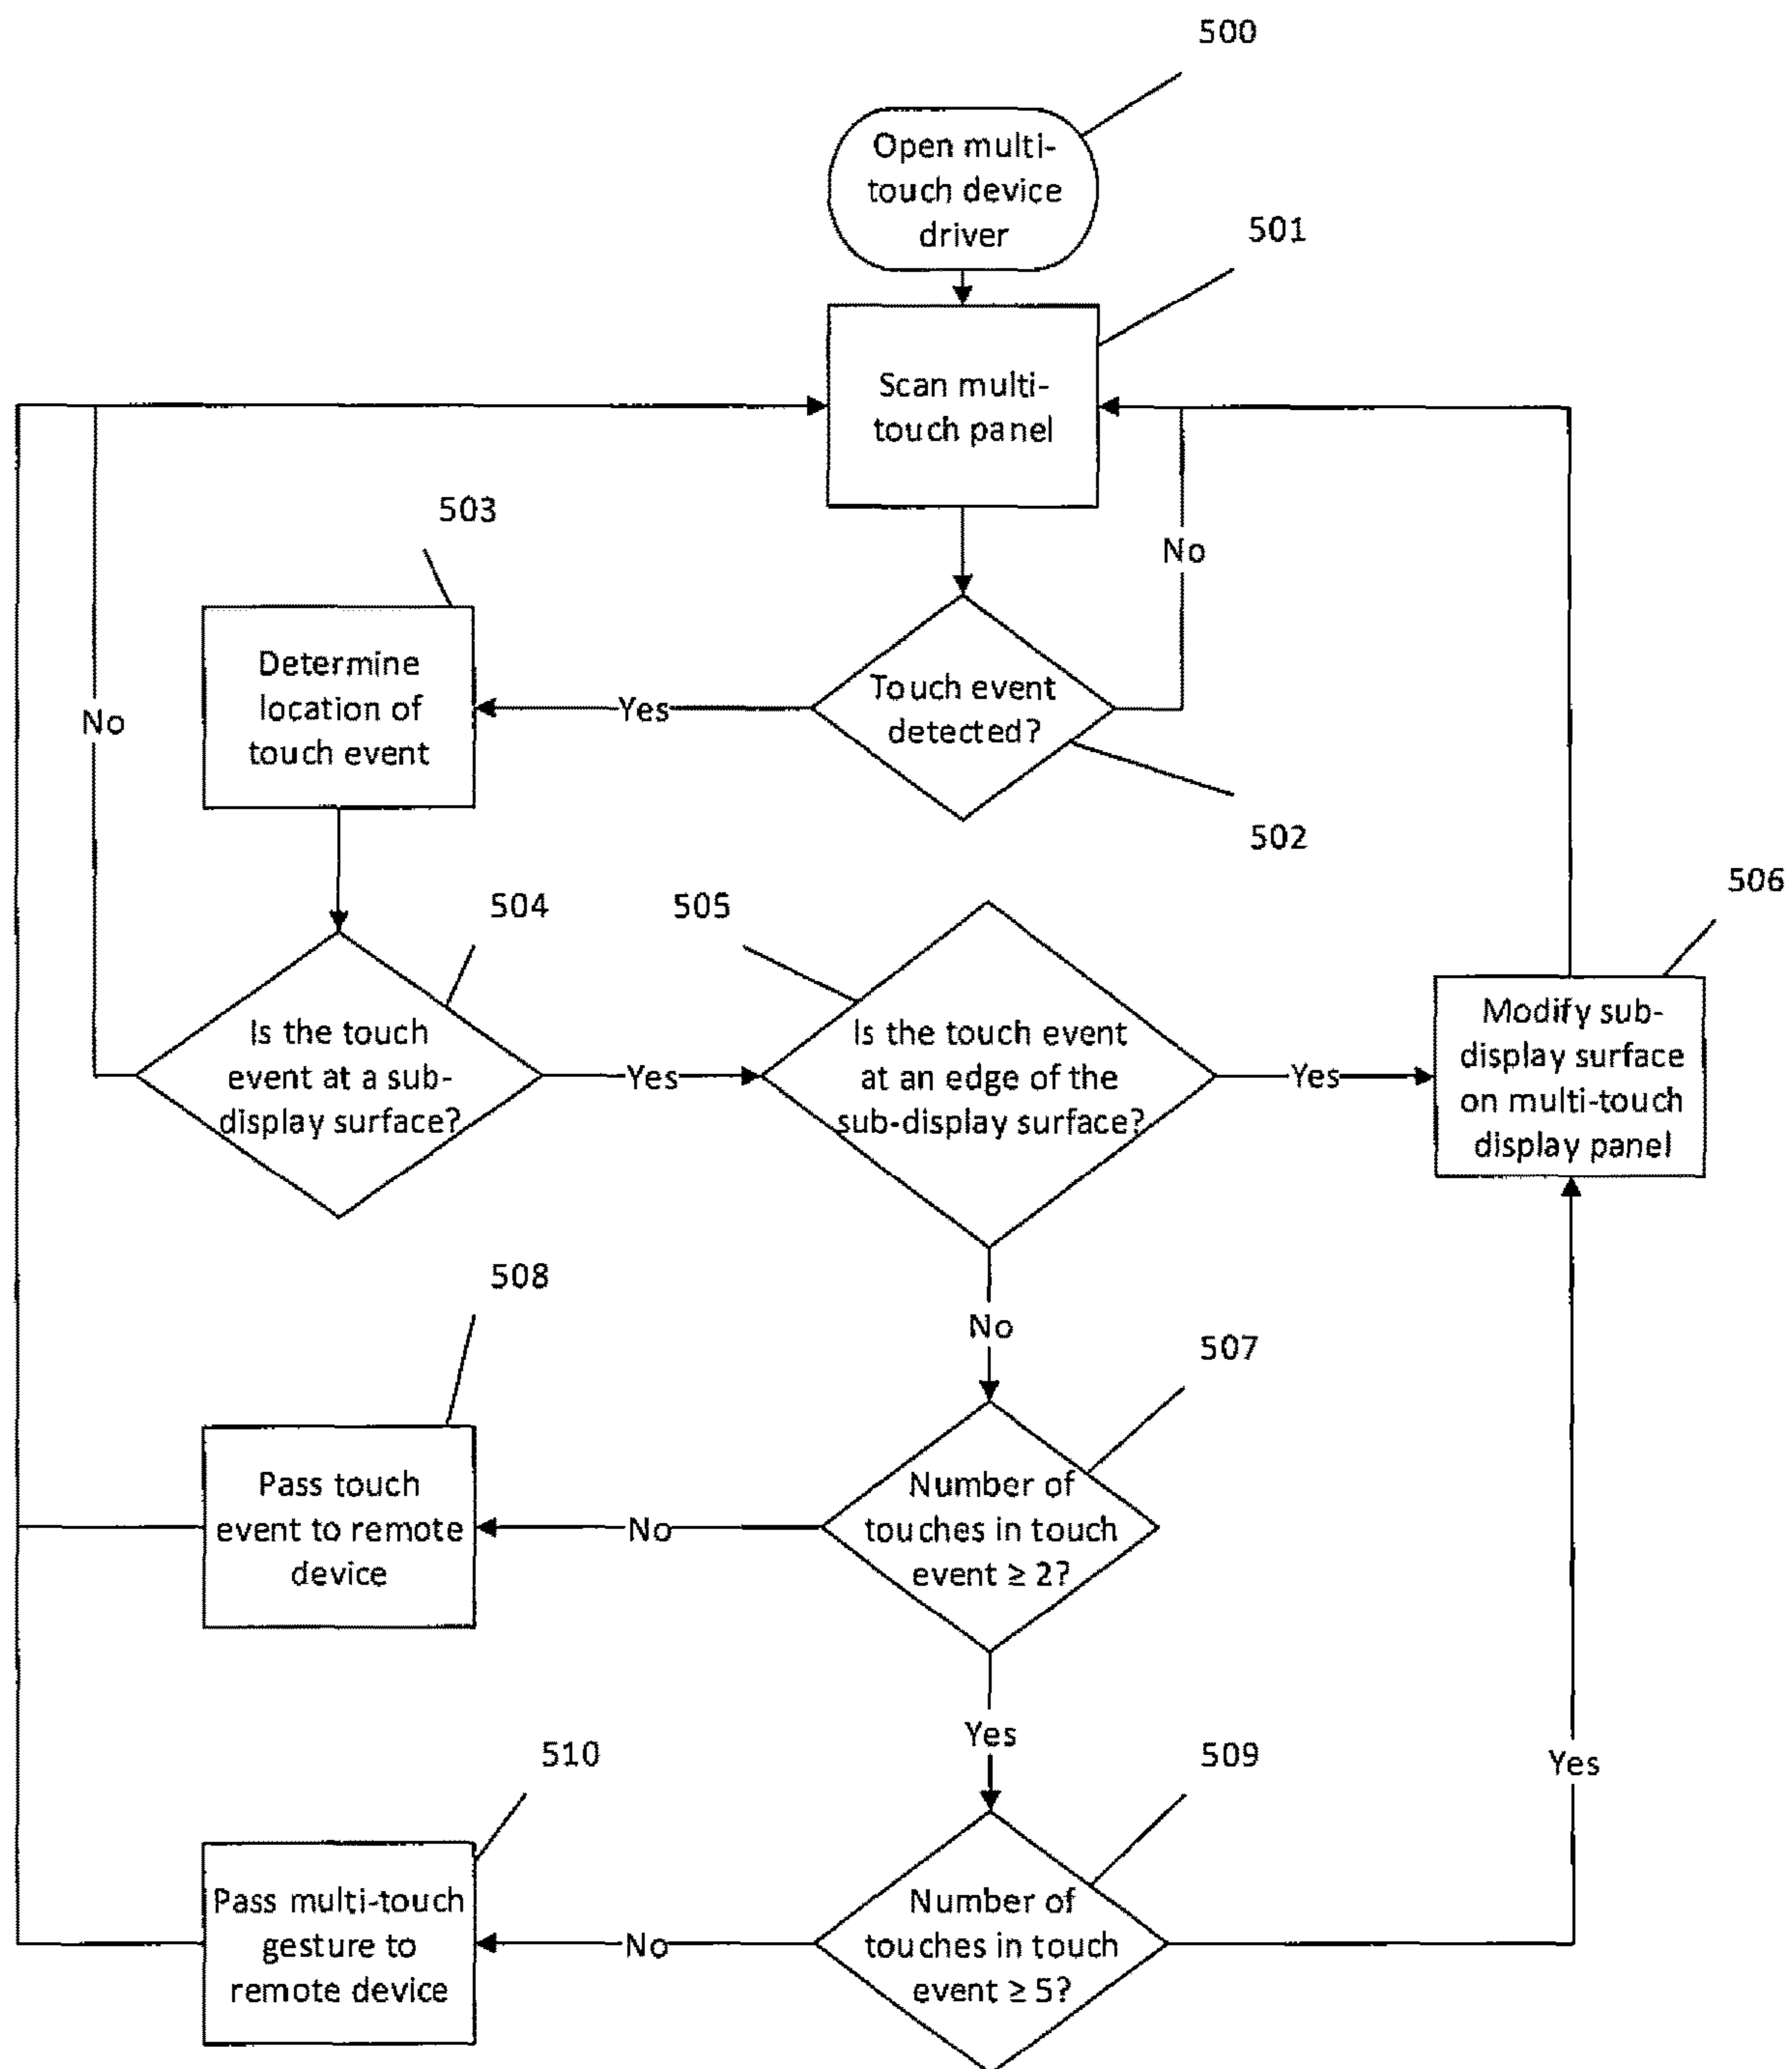 500
Open multi-
touch device
driver
501
Scan multi-
touch panel
No
503
Determine
location of
touch event
Yes
Touch event
detected?
No
502
504
505
506
Is the touch
event at a sub-
display surface?
Yes
Is the touch event
at an edge of the
sub-display surface?
Yes
Modify sub-
display surface
on multi-touch
display panel
508
No
507
Pass touch
event to remote
device
No
Number of
touches in touch
event ≥ 2?
Yes
510
509
Yes
Pass multi-touch
gesture to
remote device
No
Number of
touches in touch
event ≥ 5?